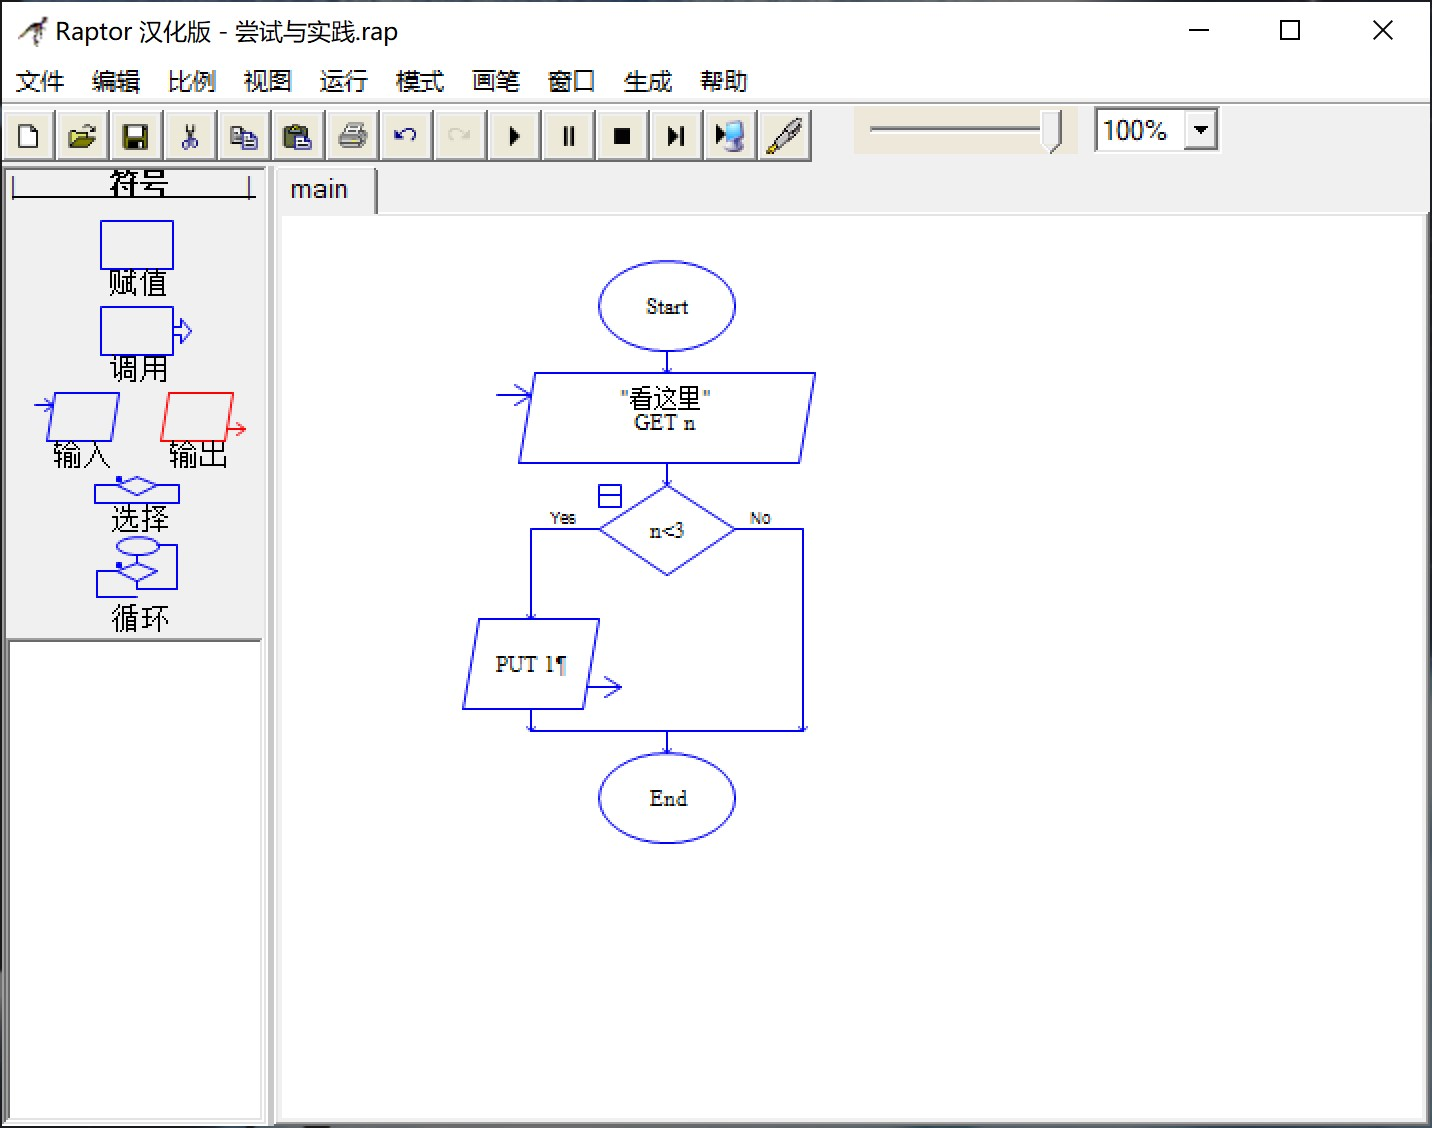 Raptor 汉化版 - 尝试与实践.rap
文件 编辑 比例 视图 运行 模式 画笔 窗口 生成 帮助
100%
符号
main
赋值
调用
输入 输出
选择
循环
Start
"看这里"
GET n
Yes
n<3
No
PUT 1¶
End